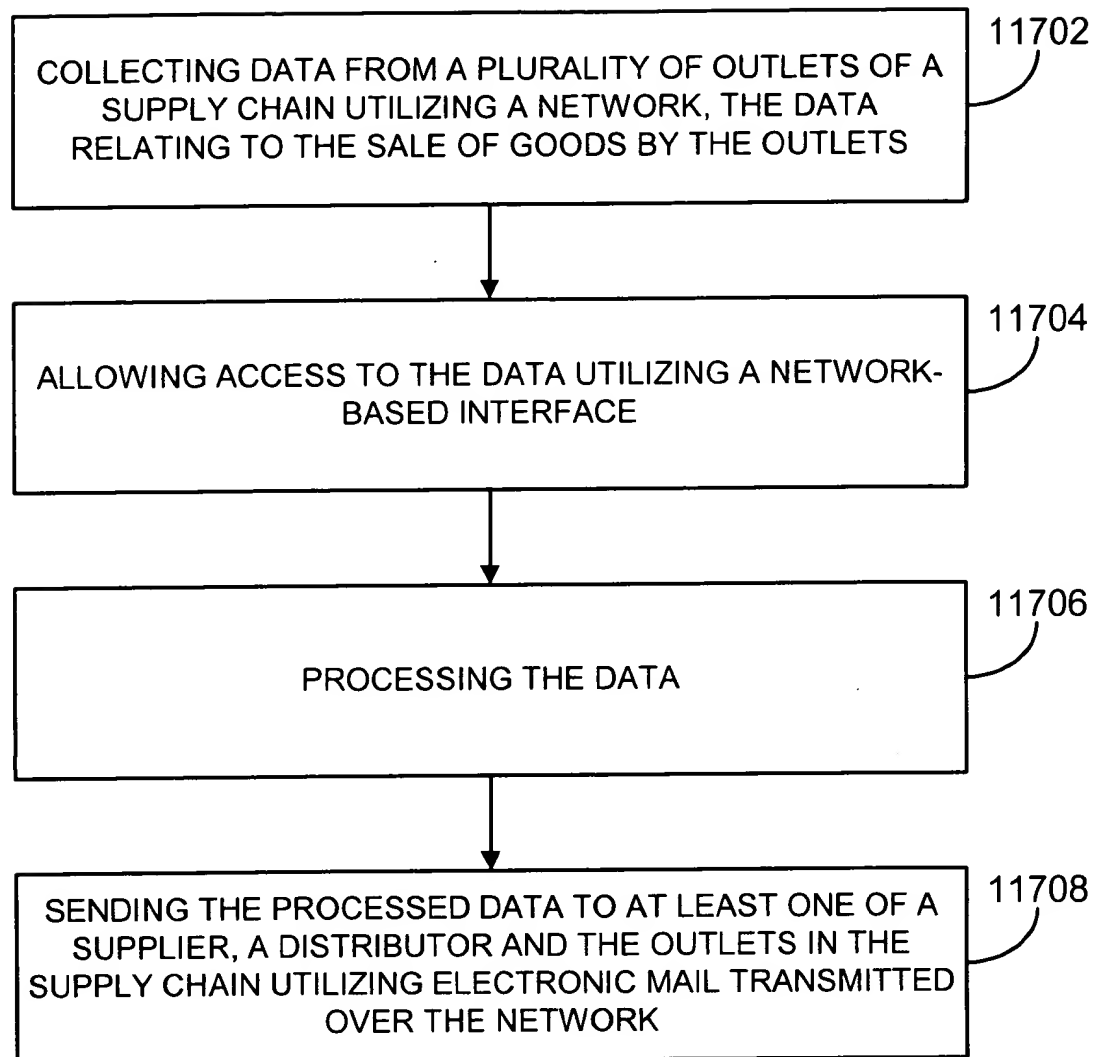 11702
COLLECTING DATA FROM A PLURALITY OF OUTLETS OF A
SUPPLY CHAIN UTILIZING A NETWORK, THE DATA
RELATING TO THE SALE OF GOODS BY THE OUTLETS
11704
ALLOWING ACCESS TO THE DATA UTILIZING A NETWORK-
BASED INTERFACE
11706
PROCESSING THE DATA
11708
SENDING THE PROCESSED DATA TO AT LEAST ONE OF A
SUPPLIER, A DISTRIBUTOR AND THE OUTLETS IN THE
SUPPLY CHAIN UTILIZING ELECTRONIC MAIL TRANSMITTED
OVER THE NETWORK